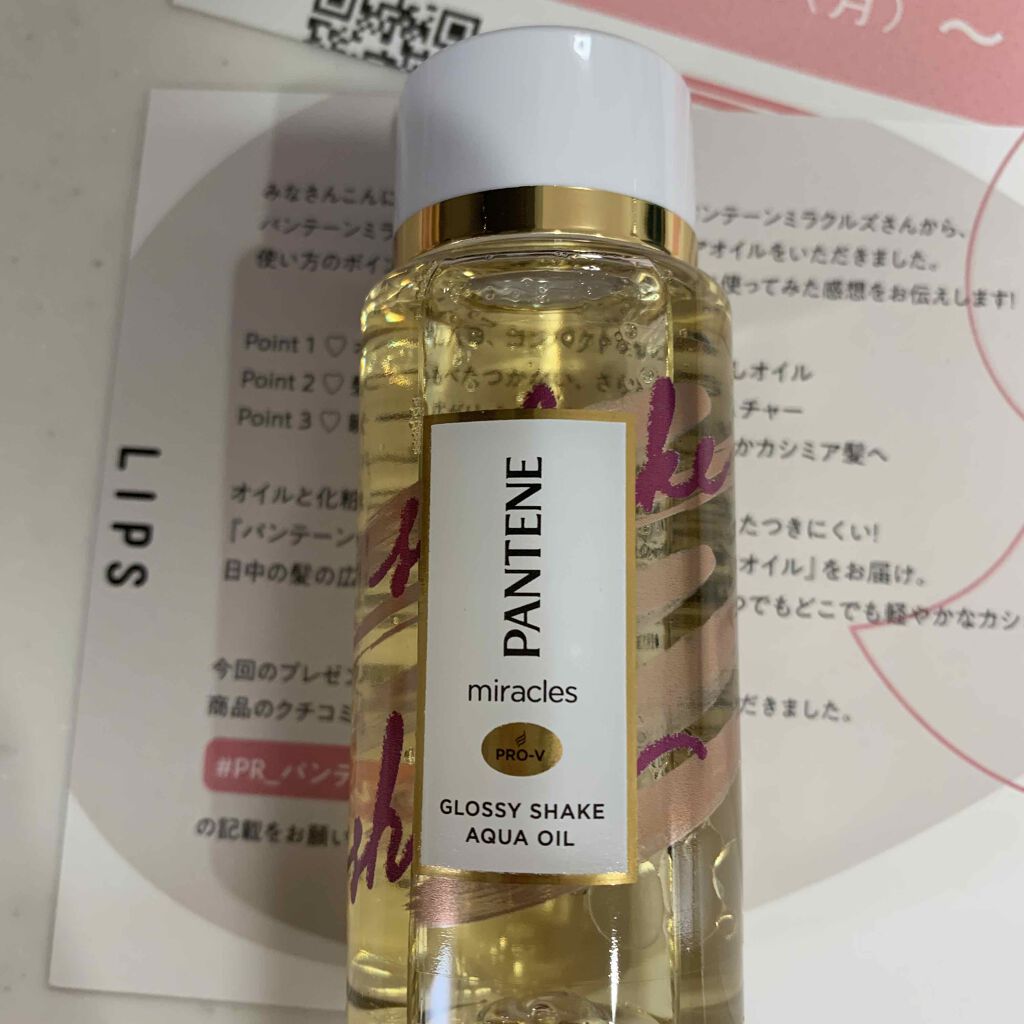 (月)〜
みなさんこんに
パンテーンミラ
使い方のポイン
ンテーンミラクルズさんから、
オイルをいただきました。
使ってみた感想をお伝えします!
Point 1 ♡
Point 2 ♡
Point 3 ♡
しオイル
チャー
かカシミア髪へ
LIPS
オイルと化粧
『パンテーン
日中の髪の広
たつきにくい!
オイル』をお届け。
つでもどこでも軽やかなカシ
今回のプレゼン
商品のクチコミ
だきました。
#PR_パンテ
の記載をお願い
PANTENE
miracles
PRO-V
GLOSSY SHAKE
AQUA OIL